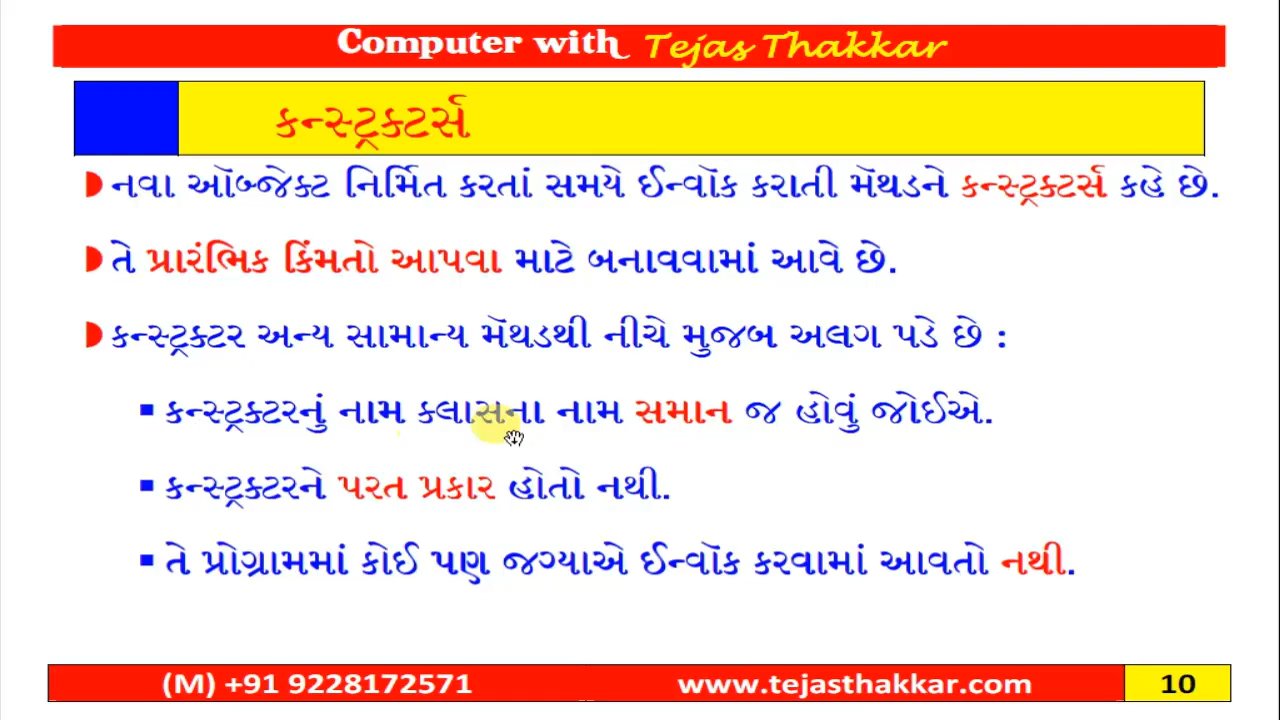 Computer with Tejas Thakkar
કન્સ્ટ્રક્ટર્સ
નવા ઑબ્જેક્ટ નિર્મિત કરતાં સમયે ઈન્વૉક કરાતી મૅથડને કન્સ્ટ્રક્ટર્સ કહે છે.
તે પ્રારંભિક કિંમતો આપવા માટે બનાવવામાં આવે છે.
કન્સ્ટ્રક્ટર અન્ય સામાન્ય મૅથડથી નીચે મુજબ અલગ પડે છે :
કન્સ્ટ્રક્ટરનું નામ ક્લાસના નામ સમાન જ હોવું જોઈએ.
કન્સ્ટ્રક્ટરને પરત પ્રકાર હોતો નથી.
તે પ્રોગ્રામમાં કોઈ પણ જગ્યાએ ઈન્વૉક કરવામાં આવતો નથી.
(M) +91 9228172571 www.tejasthakkar.com 10